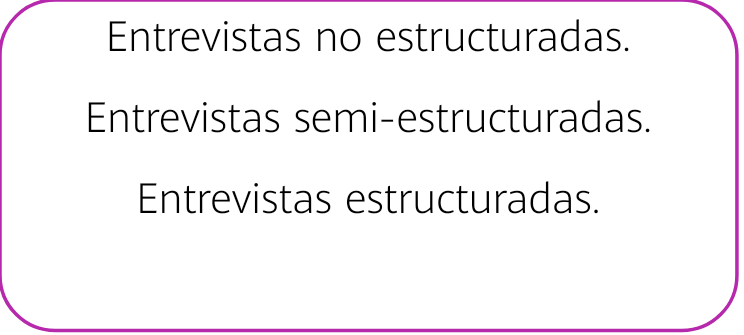 Entrevistas no estructuradas.
Entrevistas semi-estructuradas.
Entrevistas estructuradas.